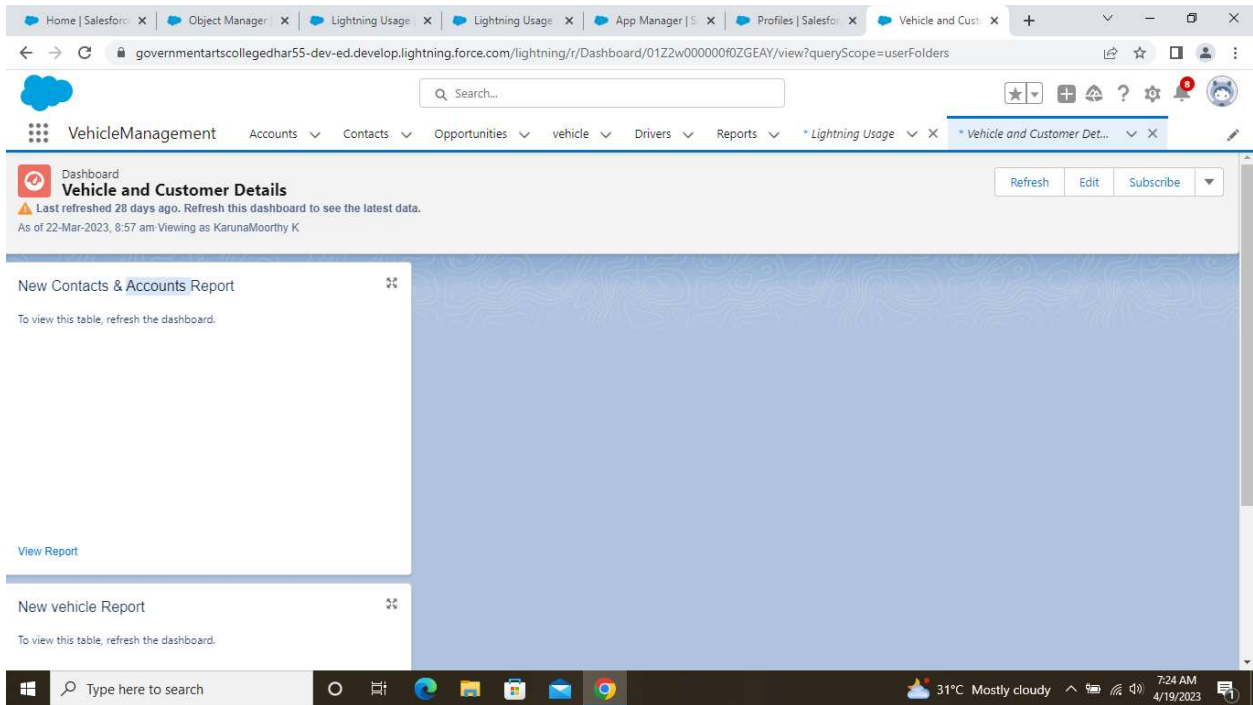 Home | Salesforc
Object Manager
Lightning Usage
Lightning Usage
App Manager | S
Profiles | Salesfor
Vehicle and Cust
governmentartscollegedhar55-dev-ed.develop.lightning.force.com/lightning/r/Dashboard/01Z2w000000f0ZGEAY/view?queryScope=userFolders
Search...
8
VehicleManagement Accounts Contacts Opportunities vehicle Drivers Reports * Lightning Usage * Vehicle and Customer Det...
Dashboard
Vehicle and Customer Details
Refresh Edit Subscribe
Last refreshed 28 days ago. Refresh this dashboard to see the latest data.
As of 22-Mar-2023, 8:57 am·Viewing as KarunaMoorthy K
New Contacts & Accounts Report
To view this table, refresh the dashboard.
View Report
New vehicle Report
To view this table, refresh the dashboard.
Type here to search
31°C Mostly cloudy
7:24 AM
4/19/2023
1